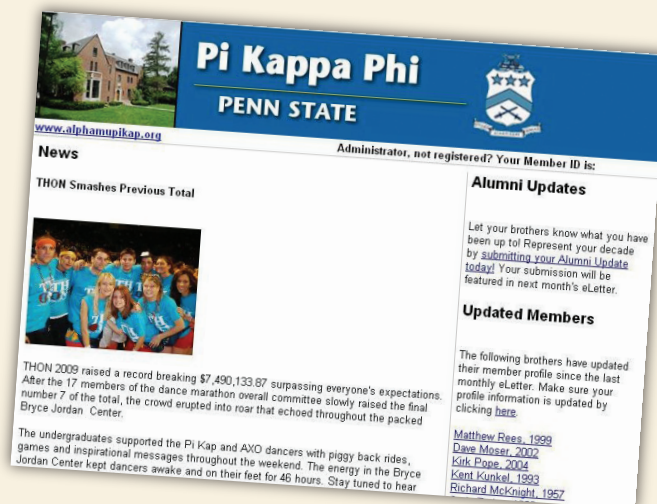 Pi Kappa Phi
PENN STATE
www.alphamupikap.org
Administrator, not registered? Your Member ID is:
News
THON Smashes Previous Total
THON 2009 raised a record breaking $7,490,133.87 surpassing everyone's expectations.
After the 17 members of the dance marathon overall committee slowly raised the final
number 7 of the total, the crowd erupted into roar that echoed throughout the packed
Bryce Jordan Center.
The undergraduates supported the Pi Kap and AXO dancers with piggy back rides,
games and inspirational messages throughout the weekend. The energy in the Bryce
Jordan Center kept dancers awake and on their feet for 46 hours. Stay tuned to hear
Alumni Updates
Let your brothers know what you have
been up to! Represent your decade
by submitting your Alumni Update
today! Your submission will be
featured in next month's eLetter.
Updated Members
The following brothers have updated
their member profile since the last
monthly eLetter. Make sure your
profile information is updated by
clicking here.
Matthew Rees, 1999
Dave Moser, 2002
Kirk Pope, 2004
Kent Kunkel, 1993
Richard McKnight, 1957